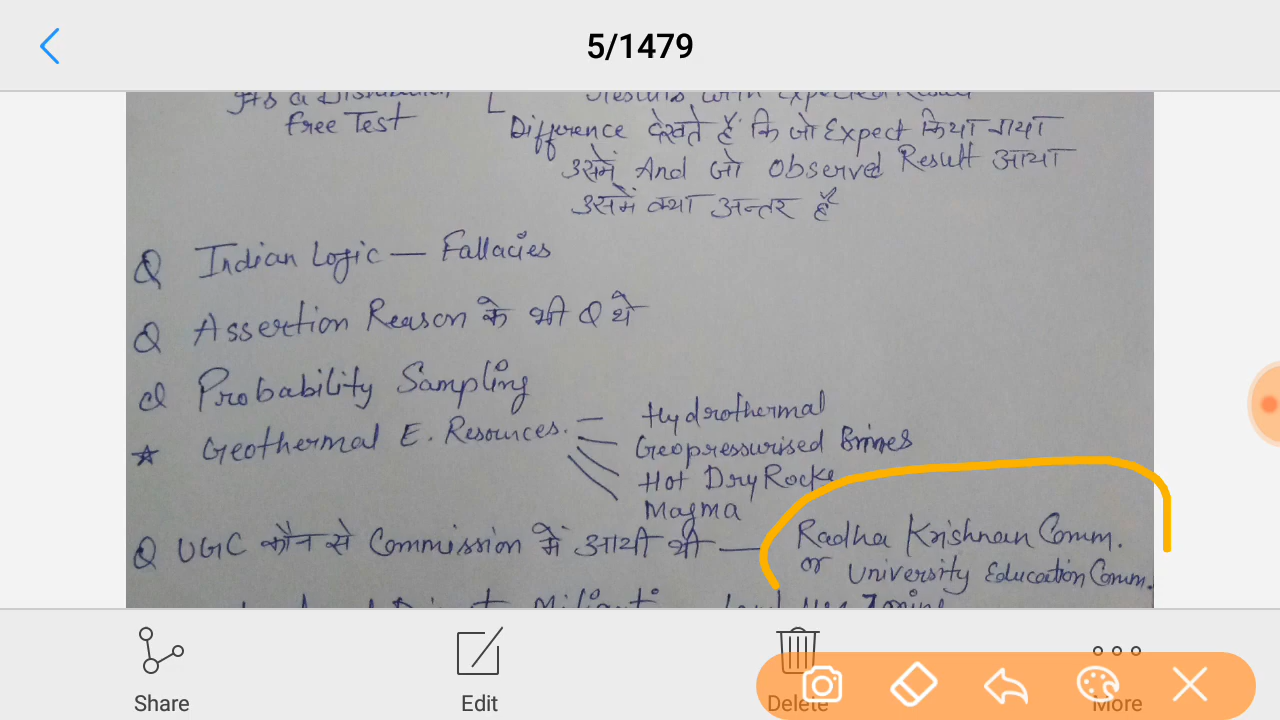 5/1479
free Test
Difference देखते हैं कि जो Expect किया गया
उसमें And जो Observed Result आया
उसमें क्या अन्तर है
Q Indian Logic — Fallacies
Q Assertion Reason के भी Q थे
Q Probability Sampling
☆ Geothermal E. Resources. — Hydrothermal
Geopressurised Brines
Hot Dry Rocks
Magma
Q UGC कौन से Commission में आयी थी — Radha Krishnan Comm.
or University Education Comm.
Share Edit Delete More